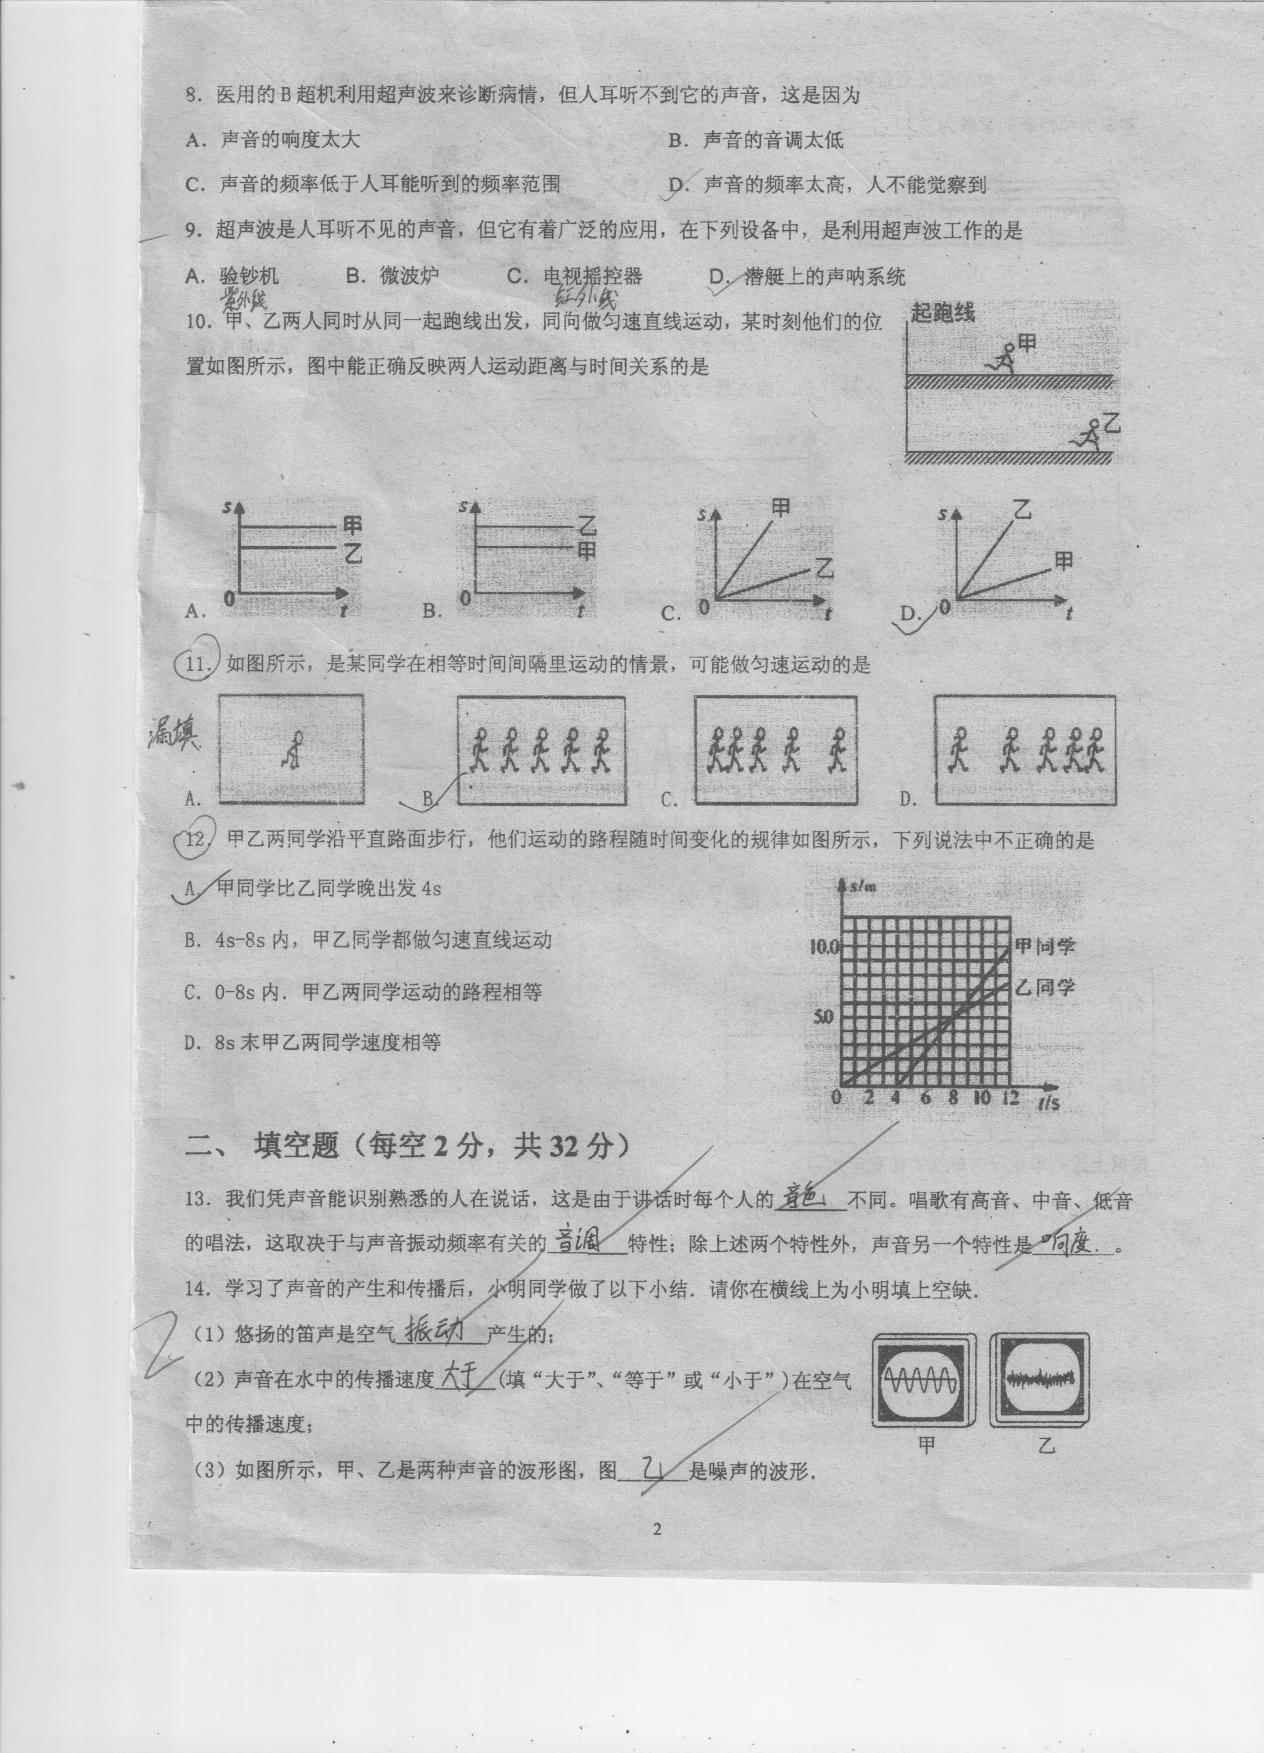 8. 医用的B超机利用超声波来诊断病情，但人耳听不到它的声音，这是因为
A. 声音的响度太大 B. 声音的音调太低
C. 声音的频率低于人耳能听到的频率范围 D. 声音的频率太高，人不能觉察到
9. 超声波是人耳听不见的声音，但它有着广泛的应用，在下列设备中，是利用超声波工作的是
A. 验钞机 B. 微波炉 C. 电视摇控器 D. 潜艇上的声呐系统
紫外线 红外线
10. 甲、乙两人同时从同一起跑线出发，同向做匀速直线运动，某时刻他们的位
置如图所示，图中能正确反映两人运动距离与时间关系的是
起跑线
甲
乙
s 甲 乙 0 t
s 乙 甲 0 t
s 甲 乙 0 t
s 乙 甲 0 t
A. B. C. D.
11. 如图所示，是某同学在相等时间间隔里运动的情景，可能做匀速运动的是
漏填
A. B. C. D.
12. 甲乙两同学沿平直路面步行，他们运动的路程随时间变化的规律如图所示，下列说法中不正确的是
A. 甲同学比乙同学晚出发4s
B. 4s-8s内，甲乙同学都做匀速直线运动
C. 0-8s内.甲乙两同学运动的路程相等
D. 8s末甲乙两同学速度相等
s/m
10.0 甲同学
乙同学
5.0
0 2 4 6 8 10 12 t/s
二、 填空题（每空2分，共32分）
13. 我们凭声音能识别熟悉的人在说话，这是由于讲话时每个人的音色不同。唱歌有高音、中音、低音
的唱法，这取决于与声音振动频率有关的音调特性；除上述两个特性外，声音另一个特性是响度.。
14. 学习了声音的产生和传播后，小明同学做了以下小结. 请你在横线上为小明填上空缺.
（1）悠扬的笛声是空气振动产生的；
（2）声音在水中的传播速度大于(填“大于”、“等于”或“小于”)在空气
中的传播速度；
（3）如图所示，甲、乙是两种声音的波形图，图乙是噪声的波形.
甲 乙
2